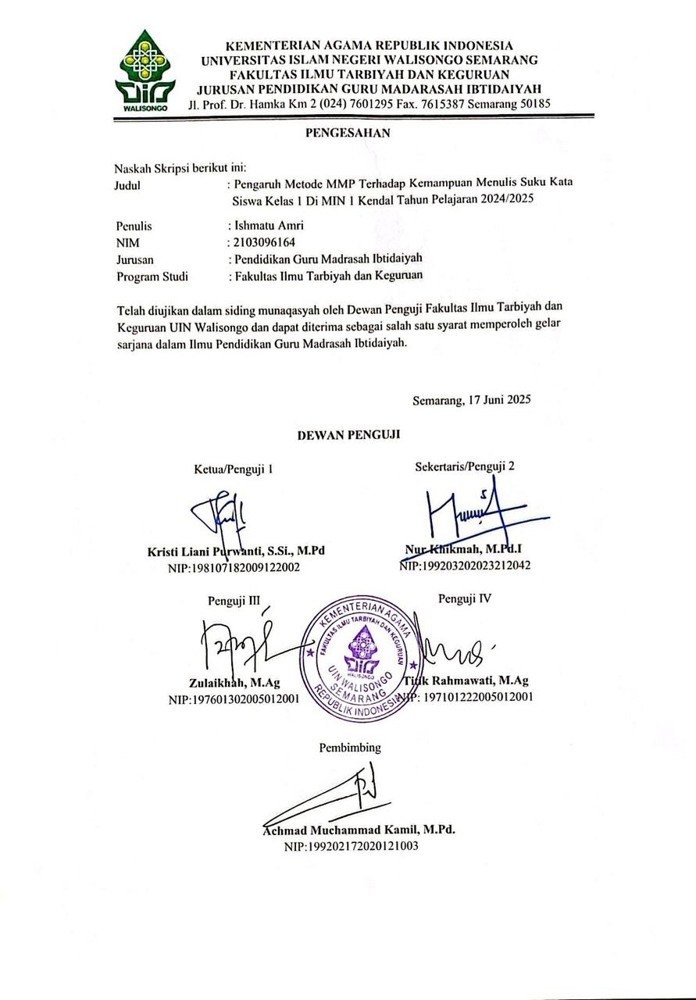 KEMENTERIAN AGAMA REPUBLIK INDONESIA
UNIVERSITAS ISLAM NEGERI WALISONGO SEMARANG
FAKULTAS ILMU TARBIYAH DAN KEGURUAN
JURUSAN PENDIDIKAN GURU MADARASAH IBTIDAIYAH
Jl. Prof. Dr. Hamka Km 2 (024) 7601295 Fax. 7615387 Semarang 50185
WALISONGO
PENGESAHAN
Naskah Skripsi berikut ini:
Judul : Pengaruh Metode MMP Terhadap Kemampuan Menulis Suku Kata
Siswa Kelas 1 Di MIN 1 Kendal Tahun Pelajaran 2024/2025
Penulis : Ishmatu Amri
NIM : 2103096164
Jurusan : Pendidikan Guru Madrasah Ibtidaiyah
Program Studi : Fakultas Ilmu Tarbiyah dan Keguruan
Telah diujikan dalam siding munaqasyah oleh Dewan Penguji Fakultas Ilmu Tarbiyah dan
Keguruan UIN Walisongo dan dapat diterima sebagai salah satu syarat memperoleh gelar
sarjana dalam Ilmu Pendidikan Guru Madrasah Ibtidaiyah.
Semarang, 17 Juni 2025
DEWAN PENGUJI
Ketua/Penguji 1
Sekertaris/Penguji 2
Kristi Liani Purwanti, S.Si., M.Pd
NIP:198107182009122002
Nur Khikmah, M.Pd.I
NIP:199203202023212042
Penguji III
Penguji IV
KEMENTERIAN AGAMA
FAKULTAS ILMU TARBIYAH DAN KEGURUAN
WALISONGO
UIN WALISONGO
SEMARANG
REPUBLIK INDONESIA
Zulaikhah, M.Ag
NIP:197601302005012001
Titik Rahmawati, M.Ag
NIP: 197101222005012001
Pembimbing
Achmad Muchammad Kamil, M.Pd.
NIP:199202172020121003